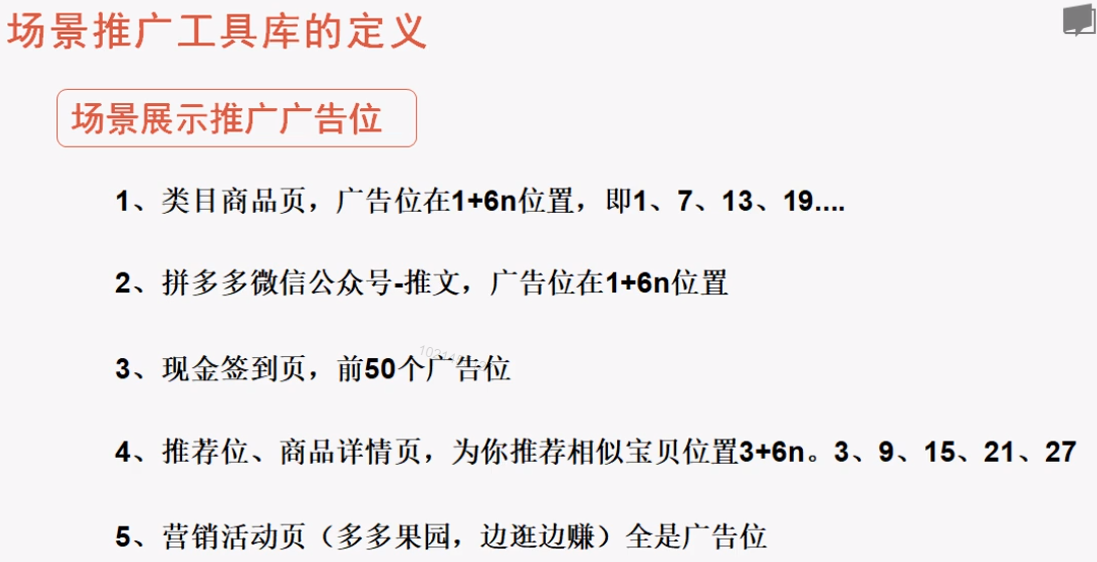 场景推广工具库的定义
场景展示推广广告位
1、类目商品页，广告位在1+6n位置，即1、7、13、19....
2、拼多多微信公众号-推文，广告位在1+6n位置
3、现金签到页，前50个广告位
4、推荐位、商品详情页，为你推荐相似宝贝位置3+6n。3、9、15、21、27
5、营销活动页（多多果园，边逛边赚）全是广告位